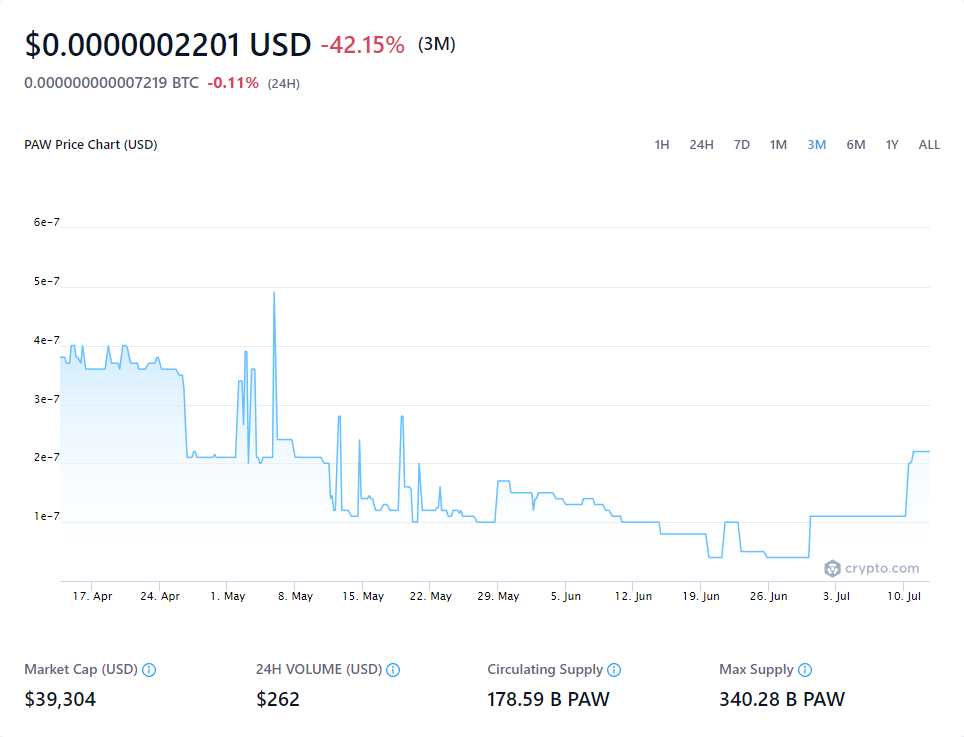 $0.0000002201 USD -42.15% (3M)
0.000000000007219 BTC -0.11% (24H)
PAW Price Chart (USD) 1H 24H 7D 1M 3M 6M 1Y ALL
6e-7
5e-7
4e-7
3e-7
2e-7
1e-7
crypto.com
17. Apr 24. Apr 1. May 8. May 15. May 22. May 29. May 5. Jun 12. Jun 19. Jun 26. Jun 3. Jul 10. Jul
Market Cap (USD) 24H VOLUME (USD) Circulating Supply Max Supply
$39,304 $262 178.59 B PAW 340.28 B PAW